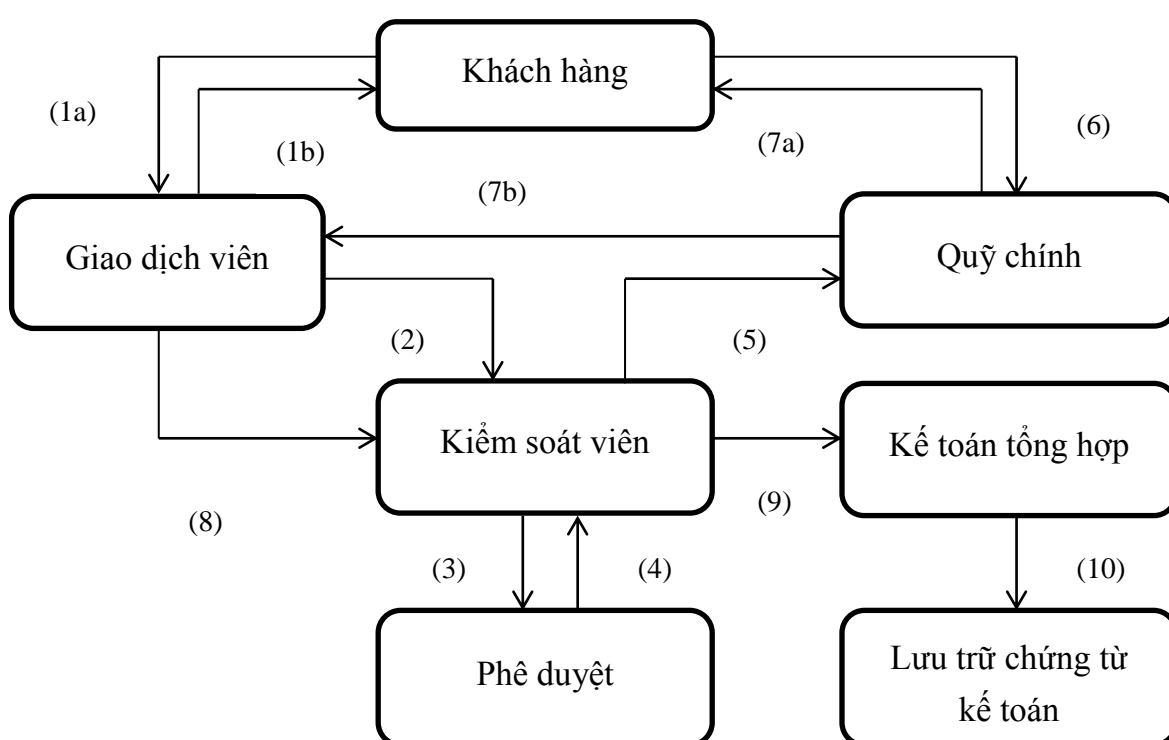 Khách hàng
(1a)
(6)
(1b)
(7a)
(7b)
Giao dịch viên
Quỹ chính
(2)
(5)
Kiểm soát viên
Kế toán tổng hợp
(8)
(9)
(3)
(4)
(10)
Phê duyệt
Lưu trữ chứng từ
kế toán